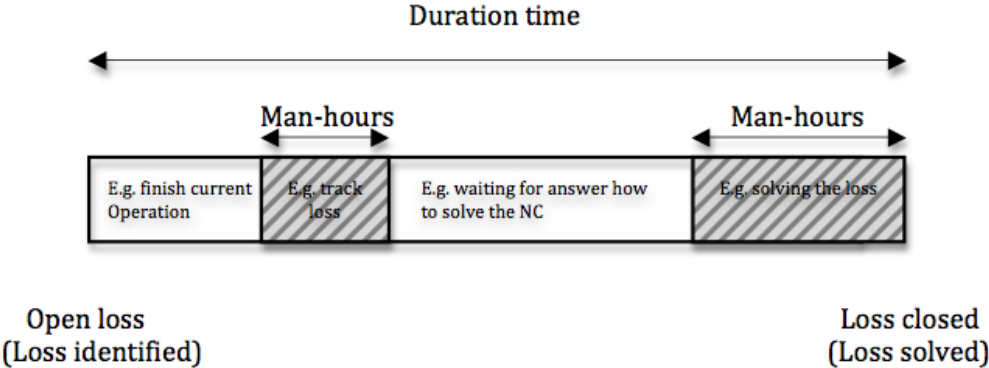 Duration time
Man-hours
Man-hours
E.g. finish current
Operation
E.g. track
loss
E.g. waiting for answer how
to solve the NC
E.g. solving the loss
Open loss
(Loss identified)
Loss closed
(Loss solved)